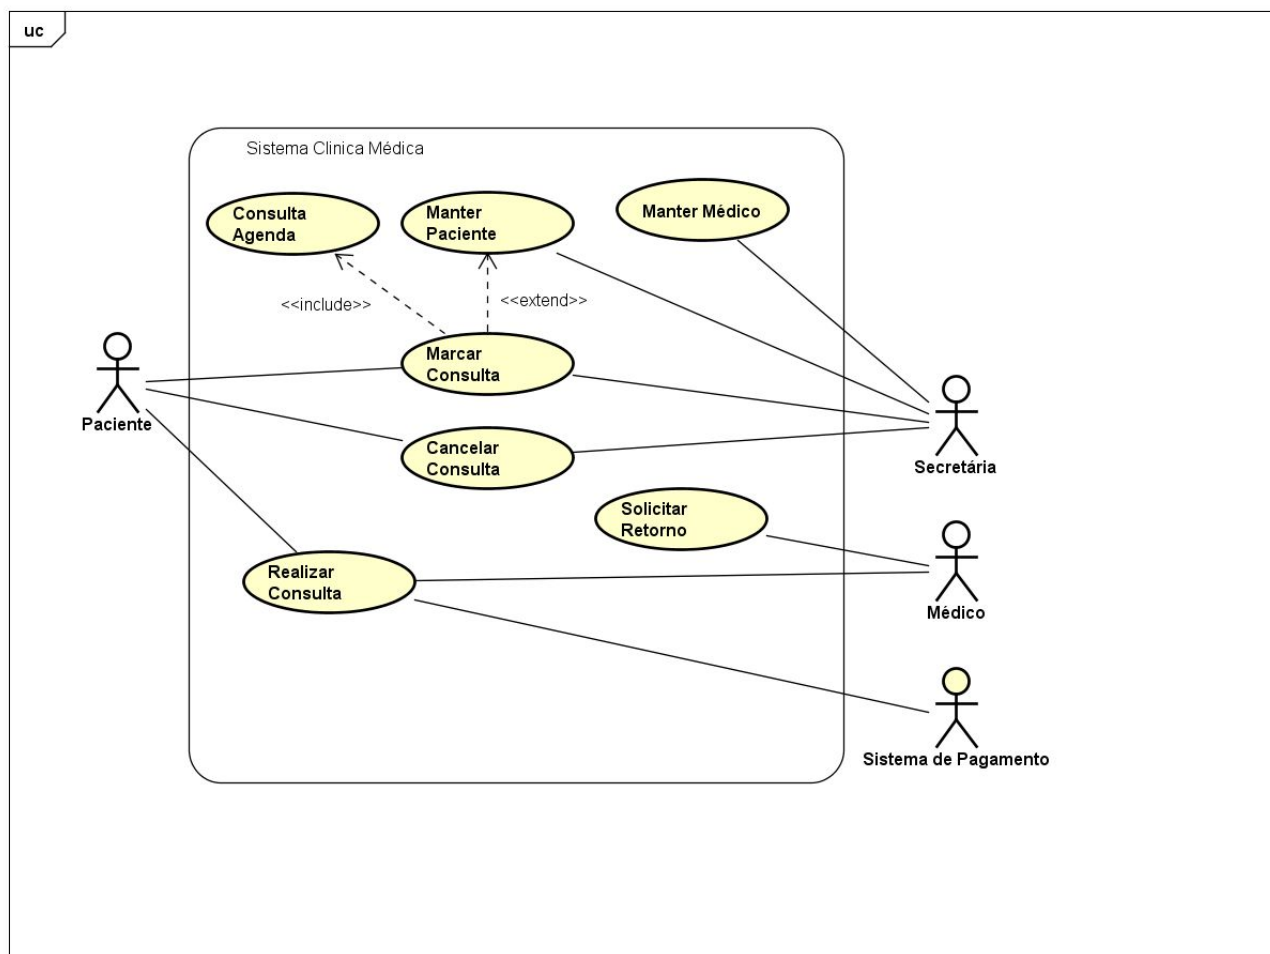 uc
Sistema Clinica Médica
Consulta
Agenda
Manter
Paciente
Manter Médico
<<include>>
<<extend>>
Marcar
Consulta
Paciente
Cancelar
Consulta
Secretária
Solicitar
Retorno
Realizar
Consulta
Médico
Sistema de Pagamento